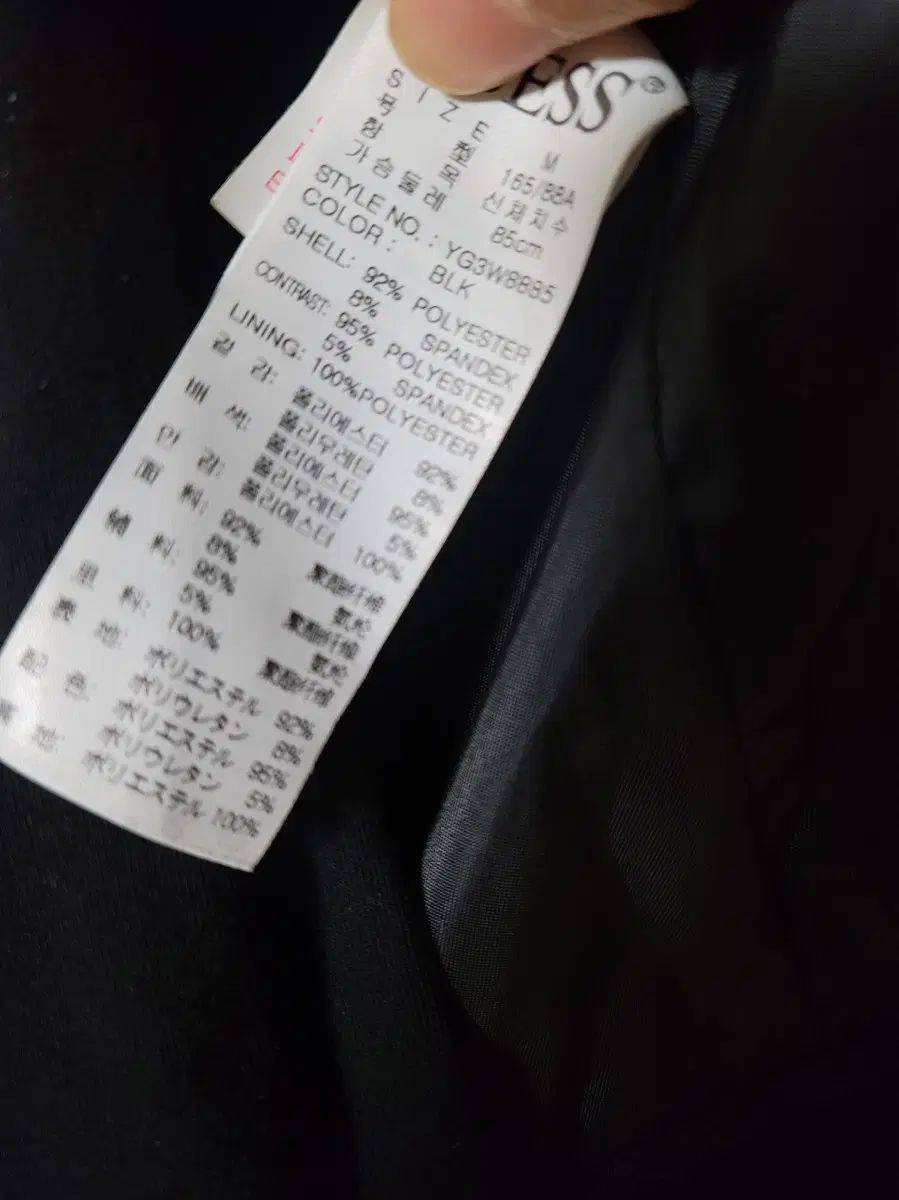 ESS®
SIZE M
호형 165/88A
항목 신체치수
가슴둘레 85cm
STYLE NO. : YG3W8895
COLOR : BLK
SHELL: 92% POLYESTER
8% SPANDEX
CONTRAST: 95% POLYESTER
5% SPANDEX
LINING: 100%POLYESTER
겉 감: 폴리에스터 92%
폴리우레탄 8%
배 색: 폴리에스터 95%
폴리우레탄 5%
안 감: 폴리에스터 100%
面 料: 92% 聚酯纤维
8% 氨纶
辅 料: 95% 聚酯纤维
5% 氨纶
里 料: 100% 聚酯纤维
表 地: ポリエステル 92%
ポリウレタン 8%
配 色: ポリエステル 95%
ポリウレタン 5%
地: ポリエステル 100%